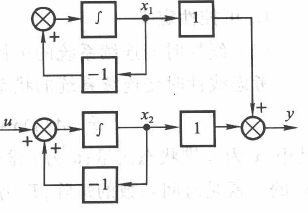 x₁
∫
1
+
−1
+
u
x₂
y
+
∫
1
+
+
−1